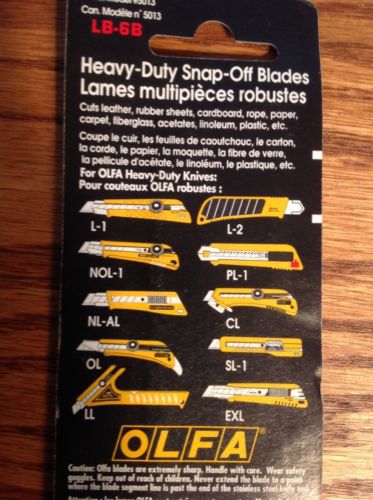 Can. Modèle n° 5013
LB-6B
Heavy-Duty Snap-Off Blades
Lames multipièces robustes
Cuts leather, rubber sheets, cardboard, rope, paper,
carpet, fiberglass, acetates, linoleum, plastic, etc.
Coupe le cuir, les feuilles de caoutchouc, le carton,
la corde, le papier, la moquette, la fibre de verre,
la pellicule d'acétate, le linoléum, le plastique, etc.
For OLFA Heavy-Duty Knives:
Pour couteaux OLFA robustes :
L-1 L-2
NOL-1 PL-1
NL-AL CL
OL SL-1
LL EXL
OLFA
Caution: Olfa blades are extremely sharp. Handle with care. Wear safety
goggles. Keep out of reach of children. Never extend the blade to a point
where the blade segment line is past the end of the stainless steel knife end.